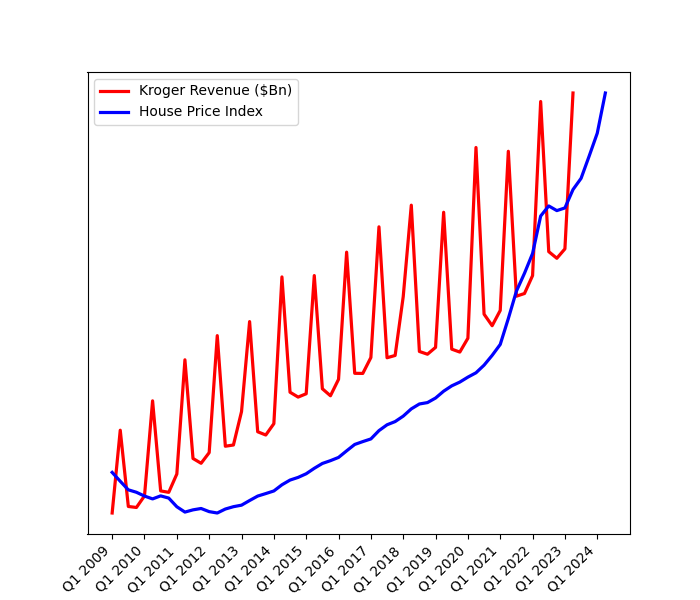 Kroger Revenue ($Bn)
House Price Index
Q1 2009
Q1 2010
Q1 2011
Q1 2012
Q1 2013
Q1 2014
Q1 2015
Q1 2016
Q1 2017
Q1 2018
Q1 2019
Q1 2020
Q1 2021
Q1 2022
Q1 2023
Q1 2024